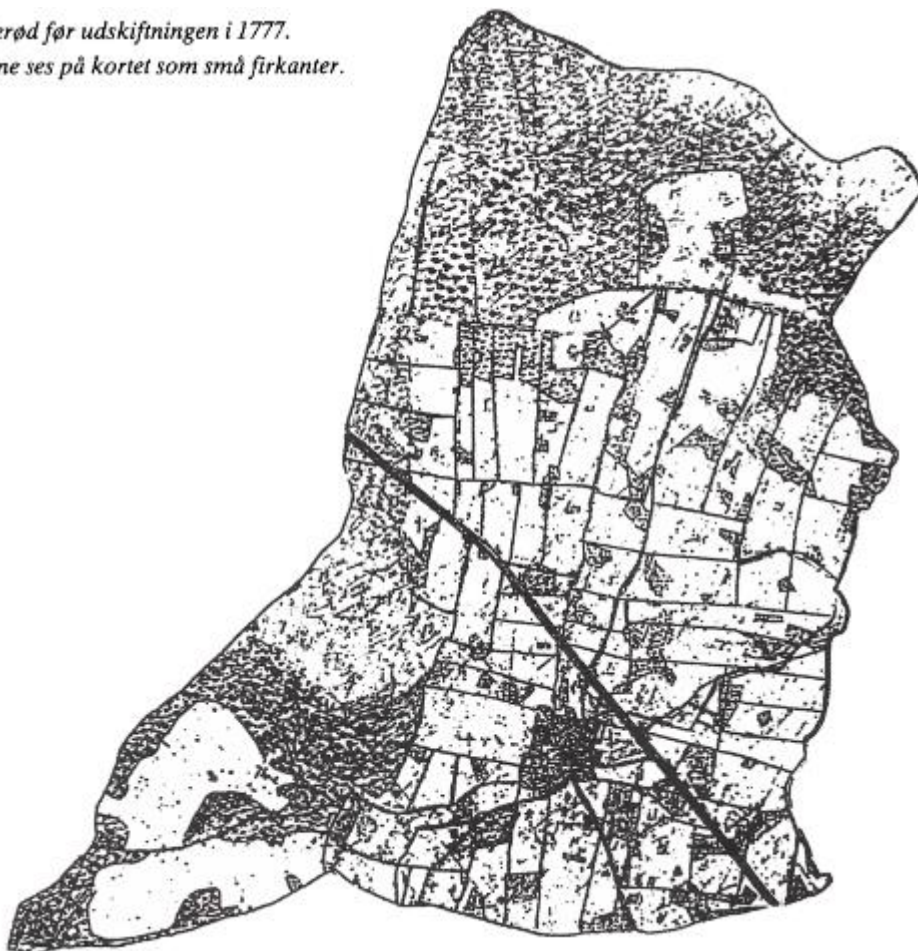 erød før udskiftningen i 1777.
ne ses på kortet som små firkanter.